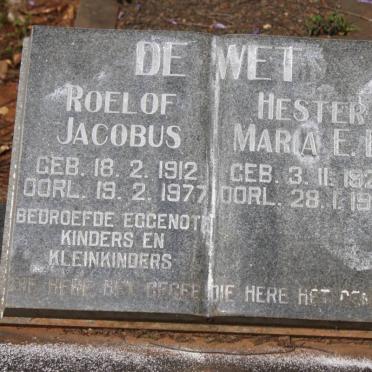 DE WET
ROELOF
JACOBUS
GEB. 18. 2. 1912
OORL. 19. 2. 1977
BEDROEFDE EGGENOTE
KINDERS EN
KLEINKINDERS
DIE HERE HET GEGEE
HESTER
MARIA E.
GEB. 3. 11.
OORL. 28. 1.
DIE HERE HET